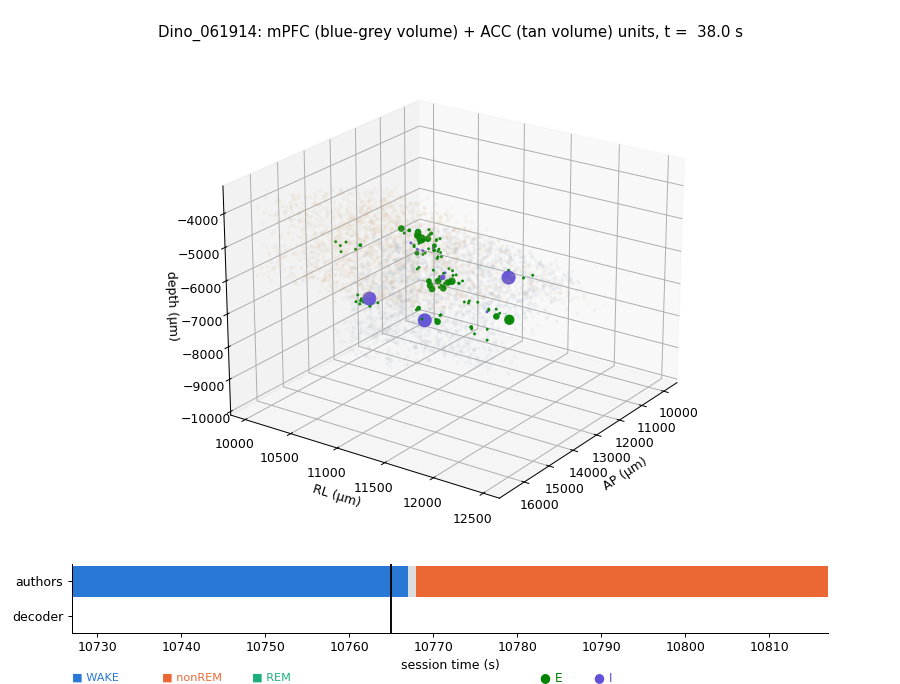 Dino_061914: mPFC (blue-grey volume) + ACC (tan volume) units, t =  38.0 s
−4000
−5000
−6000
−7000
−8000
−9000
−10000
depth (μm)
10000
10500
11000
11500
12000
12500
RL (μm)
10000
11000
12000
13000
14000
15000
16000
AP (μm)
authors
decoder
10730 10740 10750 10760 10770 10780 10790 10800 10810
session time (s)
WAKE nonREM REM E I